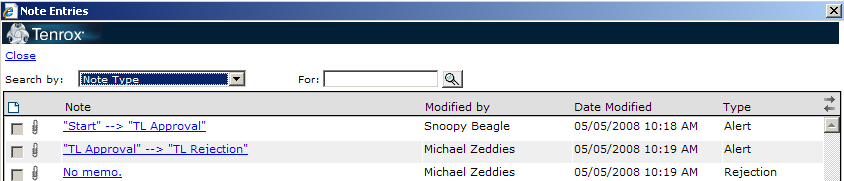 Note Entries
Tenrox
Close
Search by: Note Type For:
Note Modified by Date Modified Type
"Start" --> "TL Approval" Snoopy Beagle 05/05/2008 10:18 AM Alert
"TL Approval" --> "TL Rejection" Michael Zeddies 05/05/2008 10:19 AM Alert
No memo. Michael Zeddies 05/05/2008 10:19 AM Rejection